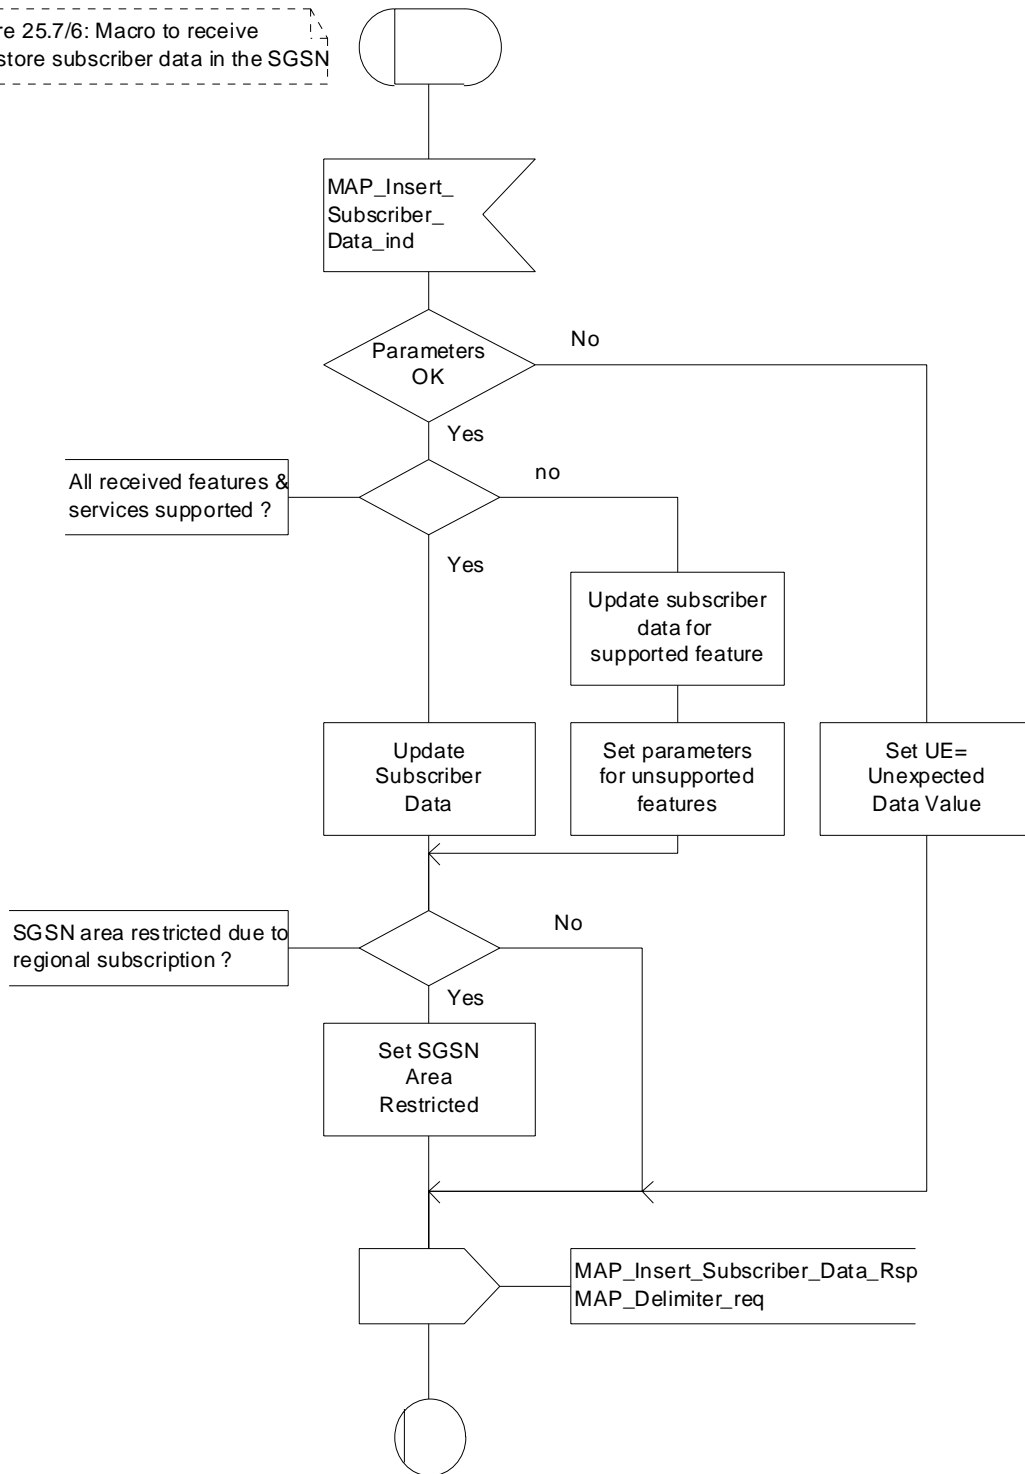 re 25.7/6: Macro to receive
store subscriber data in the SGSN
MAP_Insert_
Subscriber_
Data_ind
Parameters
OK
No
Yes
All received features &
services supported ?
no
Yes
Update subscriber
data for
supported feature
Update
Subscriber
Data
Set parameters
for unsupported
features
Set UE=
Unexpected
Data Value
SGSN area restricted due to
regional subscription ?
No
Yes
Set SGSN
Area
Restricted
MAP_Insert_Subscriber_Data_Rsp
MAP_Delimiter_req